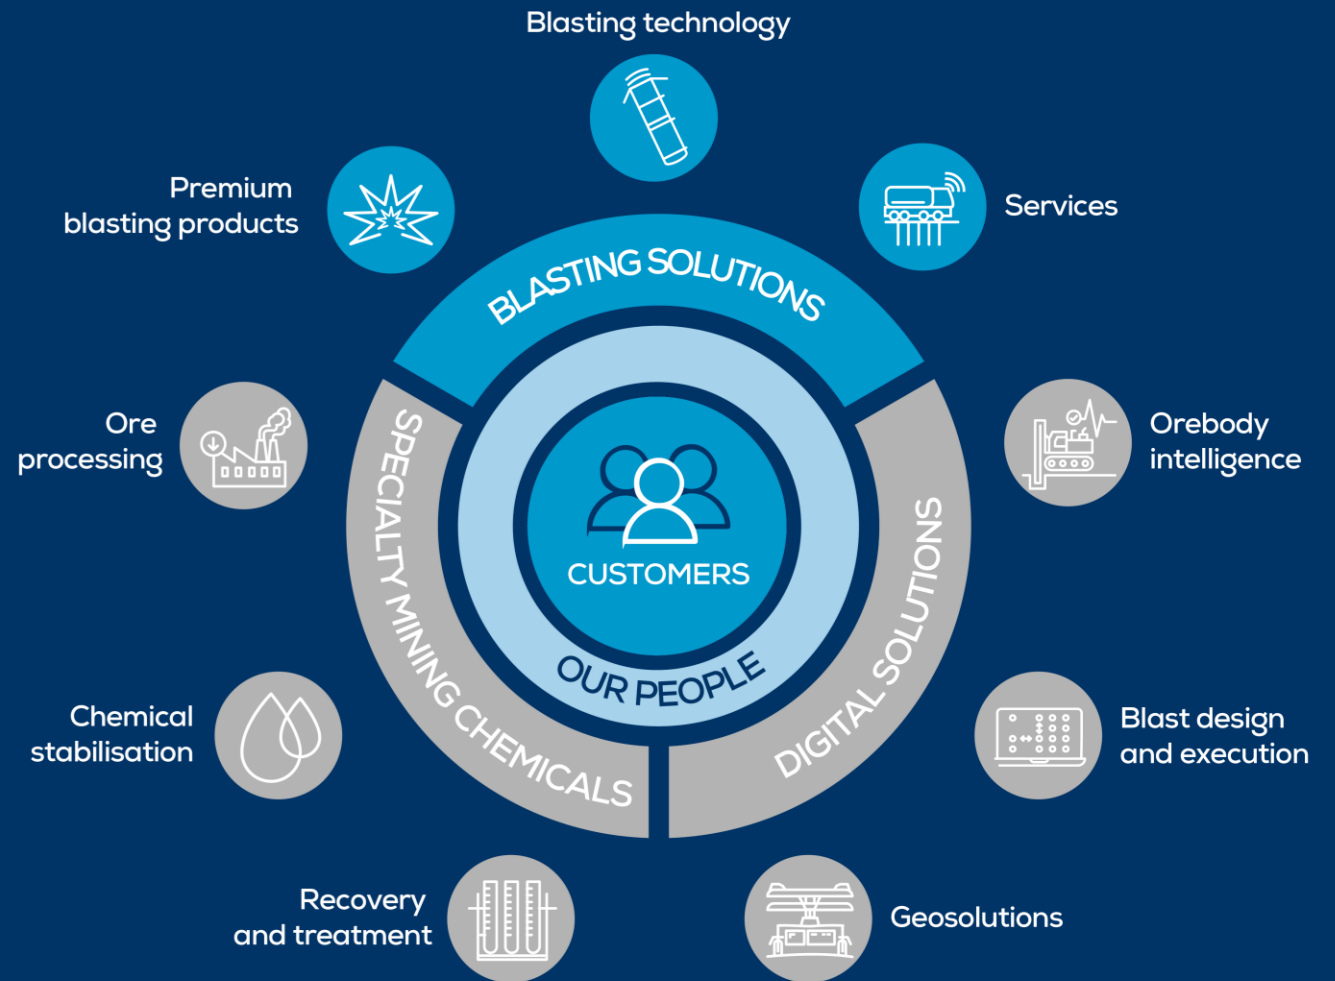 Blasting technology
Premium
blasting products
Services
BLASTING SOLUTIONS
Ore
processing
Orebody
intelligence
SPECIALTY MINING CHEMICALS
DIGITAL SOLUTIONS
CUSTOMERS
OUR PEOPLE
Chemical
stabilisation
Blast design
and execution
Recovery
and treatment
Geosolutions